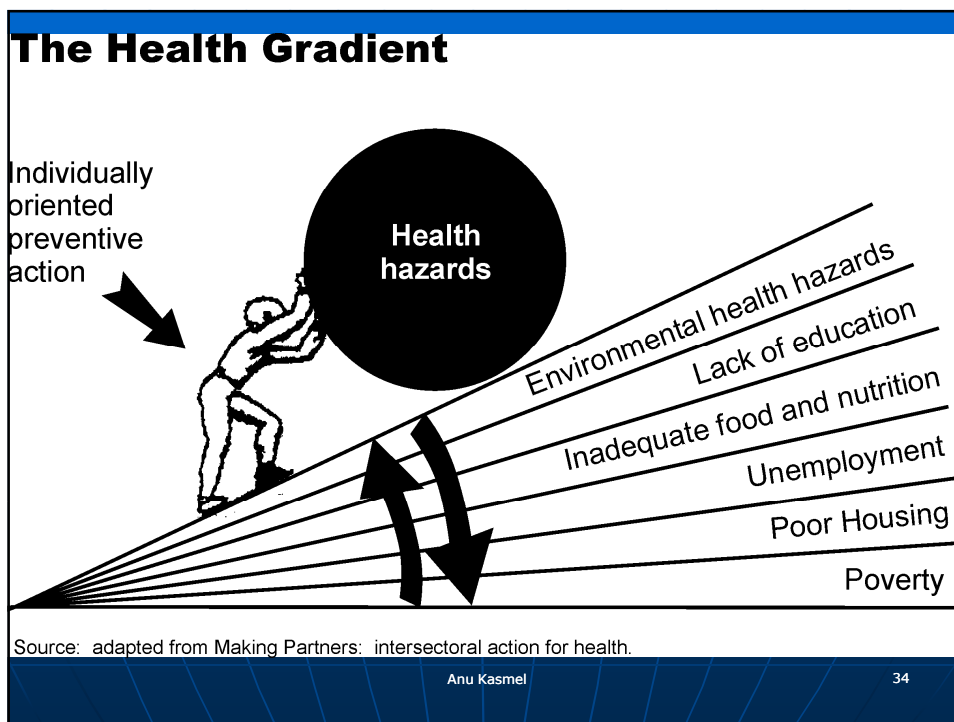 The Health Gradient
Individually
oriented
preventive
action
Health
hazards
Environmental health hazards
Lack of education
Inadequate food and nutrition
Unemployment
Poor Housing
Poverty
Source: adapted from Making Partners: intersectoral action for health.
Anu Kasmel
34